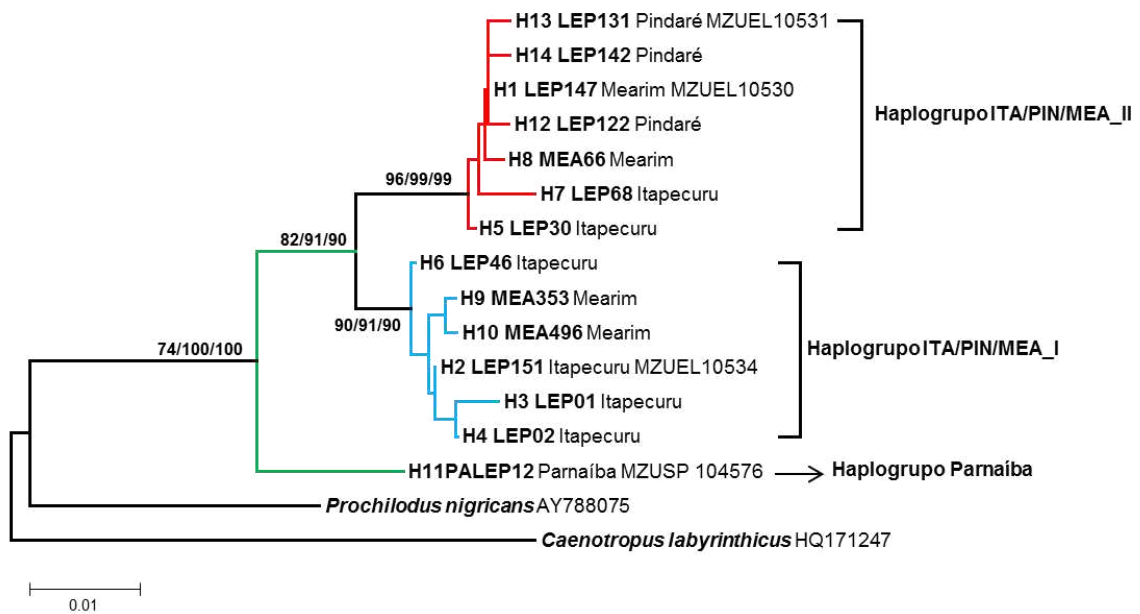 H13 LEP131 Pindaré MZUEL10531
H14 LEP142 Pindaré
H1 LEP147 Mearim MZUEL10530
Haplogrupo ITA/PIN/MEA_II
H12 LEP122 Pindaré
H8 MEA66 Mearim
96/99/99
H7 LEP68 Itapecuru
H5 LEP30 Itapecuru
82/91/90
H6 LEP46 Itapecuru
H9 MEA353 Mearim
90/91/90
H10 MEA496 Mearim
Haplogrupo ITA/PIN/MEA_I
74/100/100
H2 LEP151 Itapecuru MZUEL10534
H3 LEP01 Itapecuru
H4 LEP02 Itapecuru
H11PALEP12 Parnaíba MZUSP 104576 → Haplogrupo Parnaíba
Prochilodus nigricans AY788075
Caenotropus labyrinthicus HQ171247
0.01